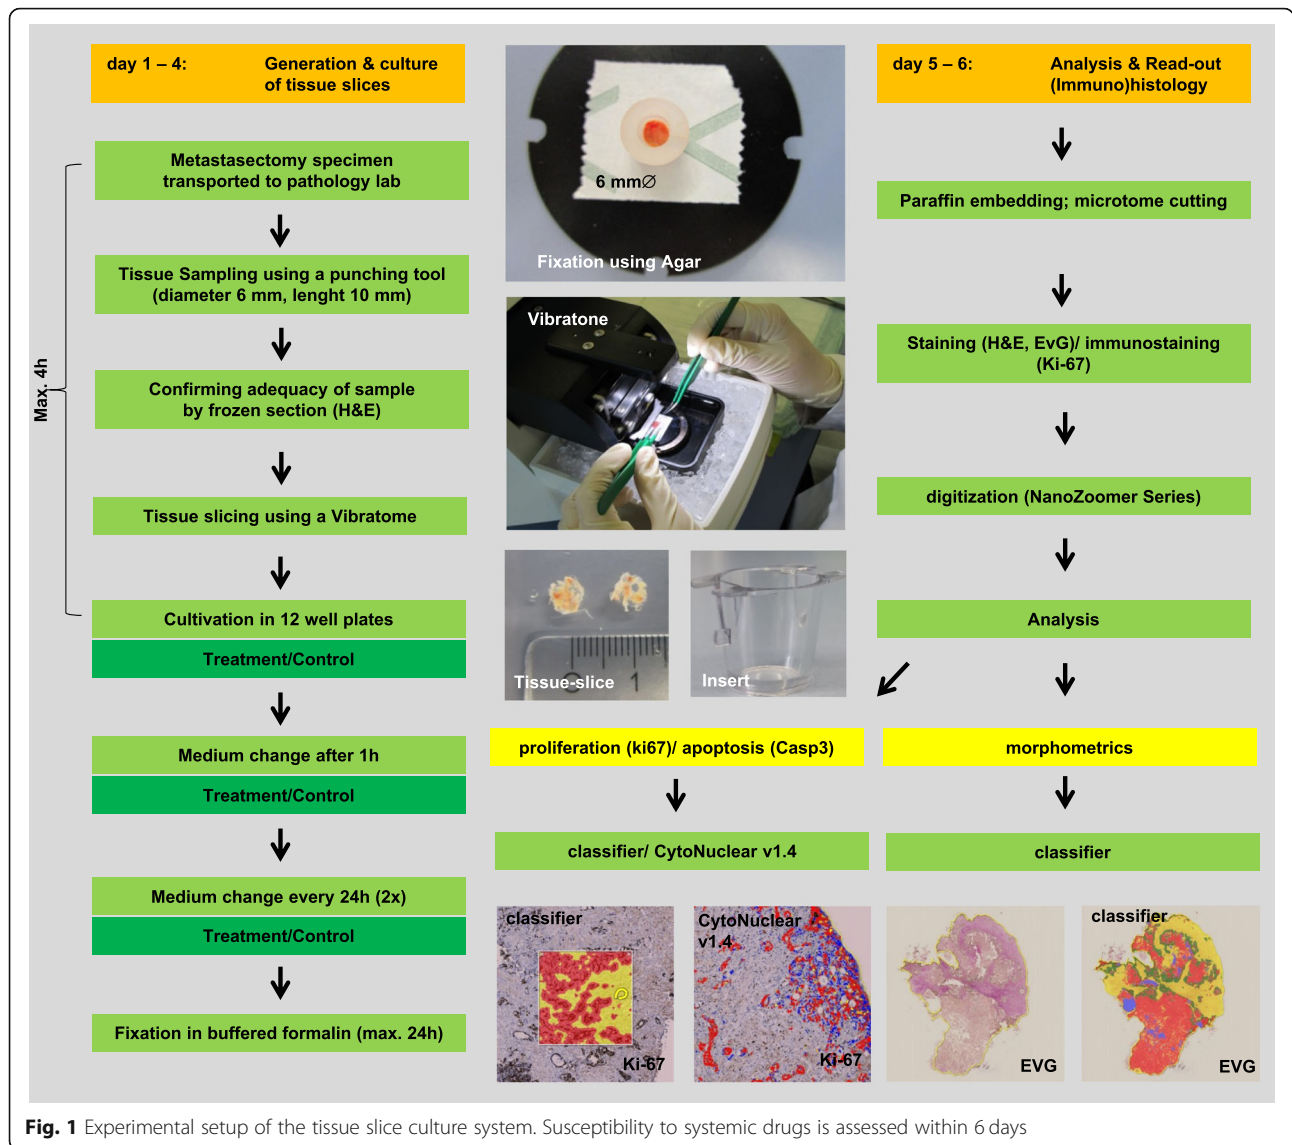 day 1 – 4: Generation & culture
of tissue slices
Metastasectomy specimen
transported to pathology lab
Tissue Sampling using a punching tool
(diameter 6 mm, lenght 10 mm)
Confirming adequacy of sample
by frozen section (H&E)
Tissue slicing using a Vibratome
Cultivation in 12 well plates
Treatment/Control
Medium change after 1h
Treatment/Control
Medium change every 24h (2x)
Treatment/Control
Fixation in buffered formalin (max. 24h)
Max. 4h
6 mm∅
Fixation using Agar
Vibratone
0 1
Tissue-slice
Insert
day 5 – 6: Analysis & Read-out
(Immuno)histology
Paraffin embedding; microtome cutting
Staining (H&E, EvG)/ immunostaining
(Ki-67)
digitization (NanoZoomer Series)
Analysis
proliferation (ki67)/ apoptosis (Casp3)
morphometrics
classifier/ CytoNuclear v1.4
classifier
classifier
Ki-67
CytoNuclear
v1.4
Ki-67
EVG
classifier
EVG
Fig. 1 Experimental setup of the tissue slice culture system. Susceptibility to systemic drugs is assessed within 6 days